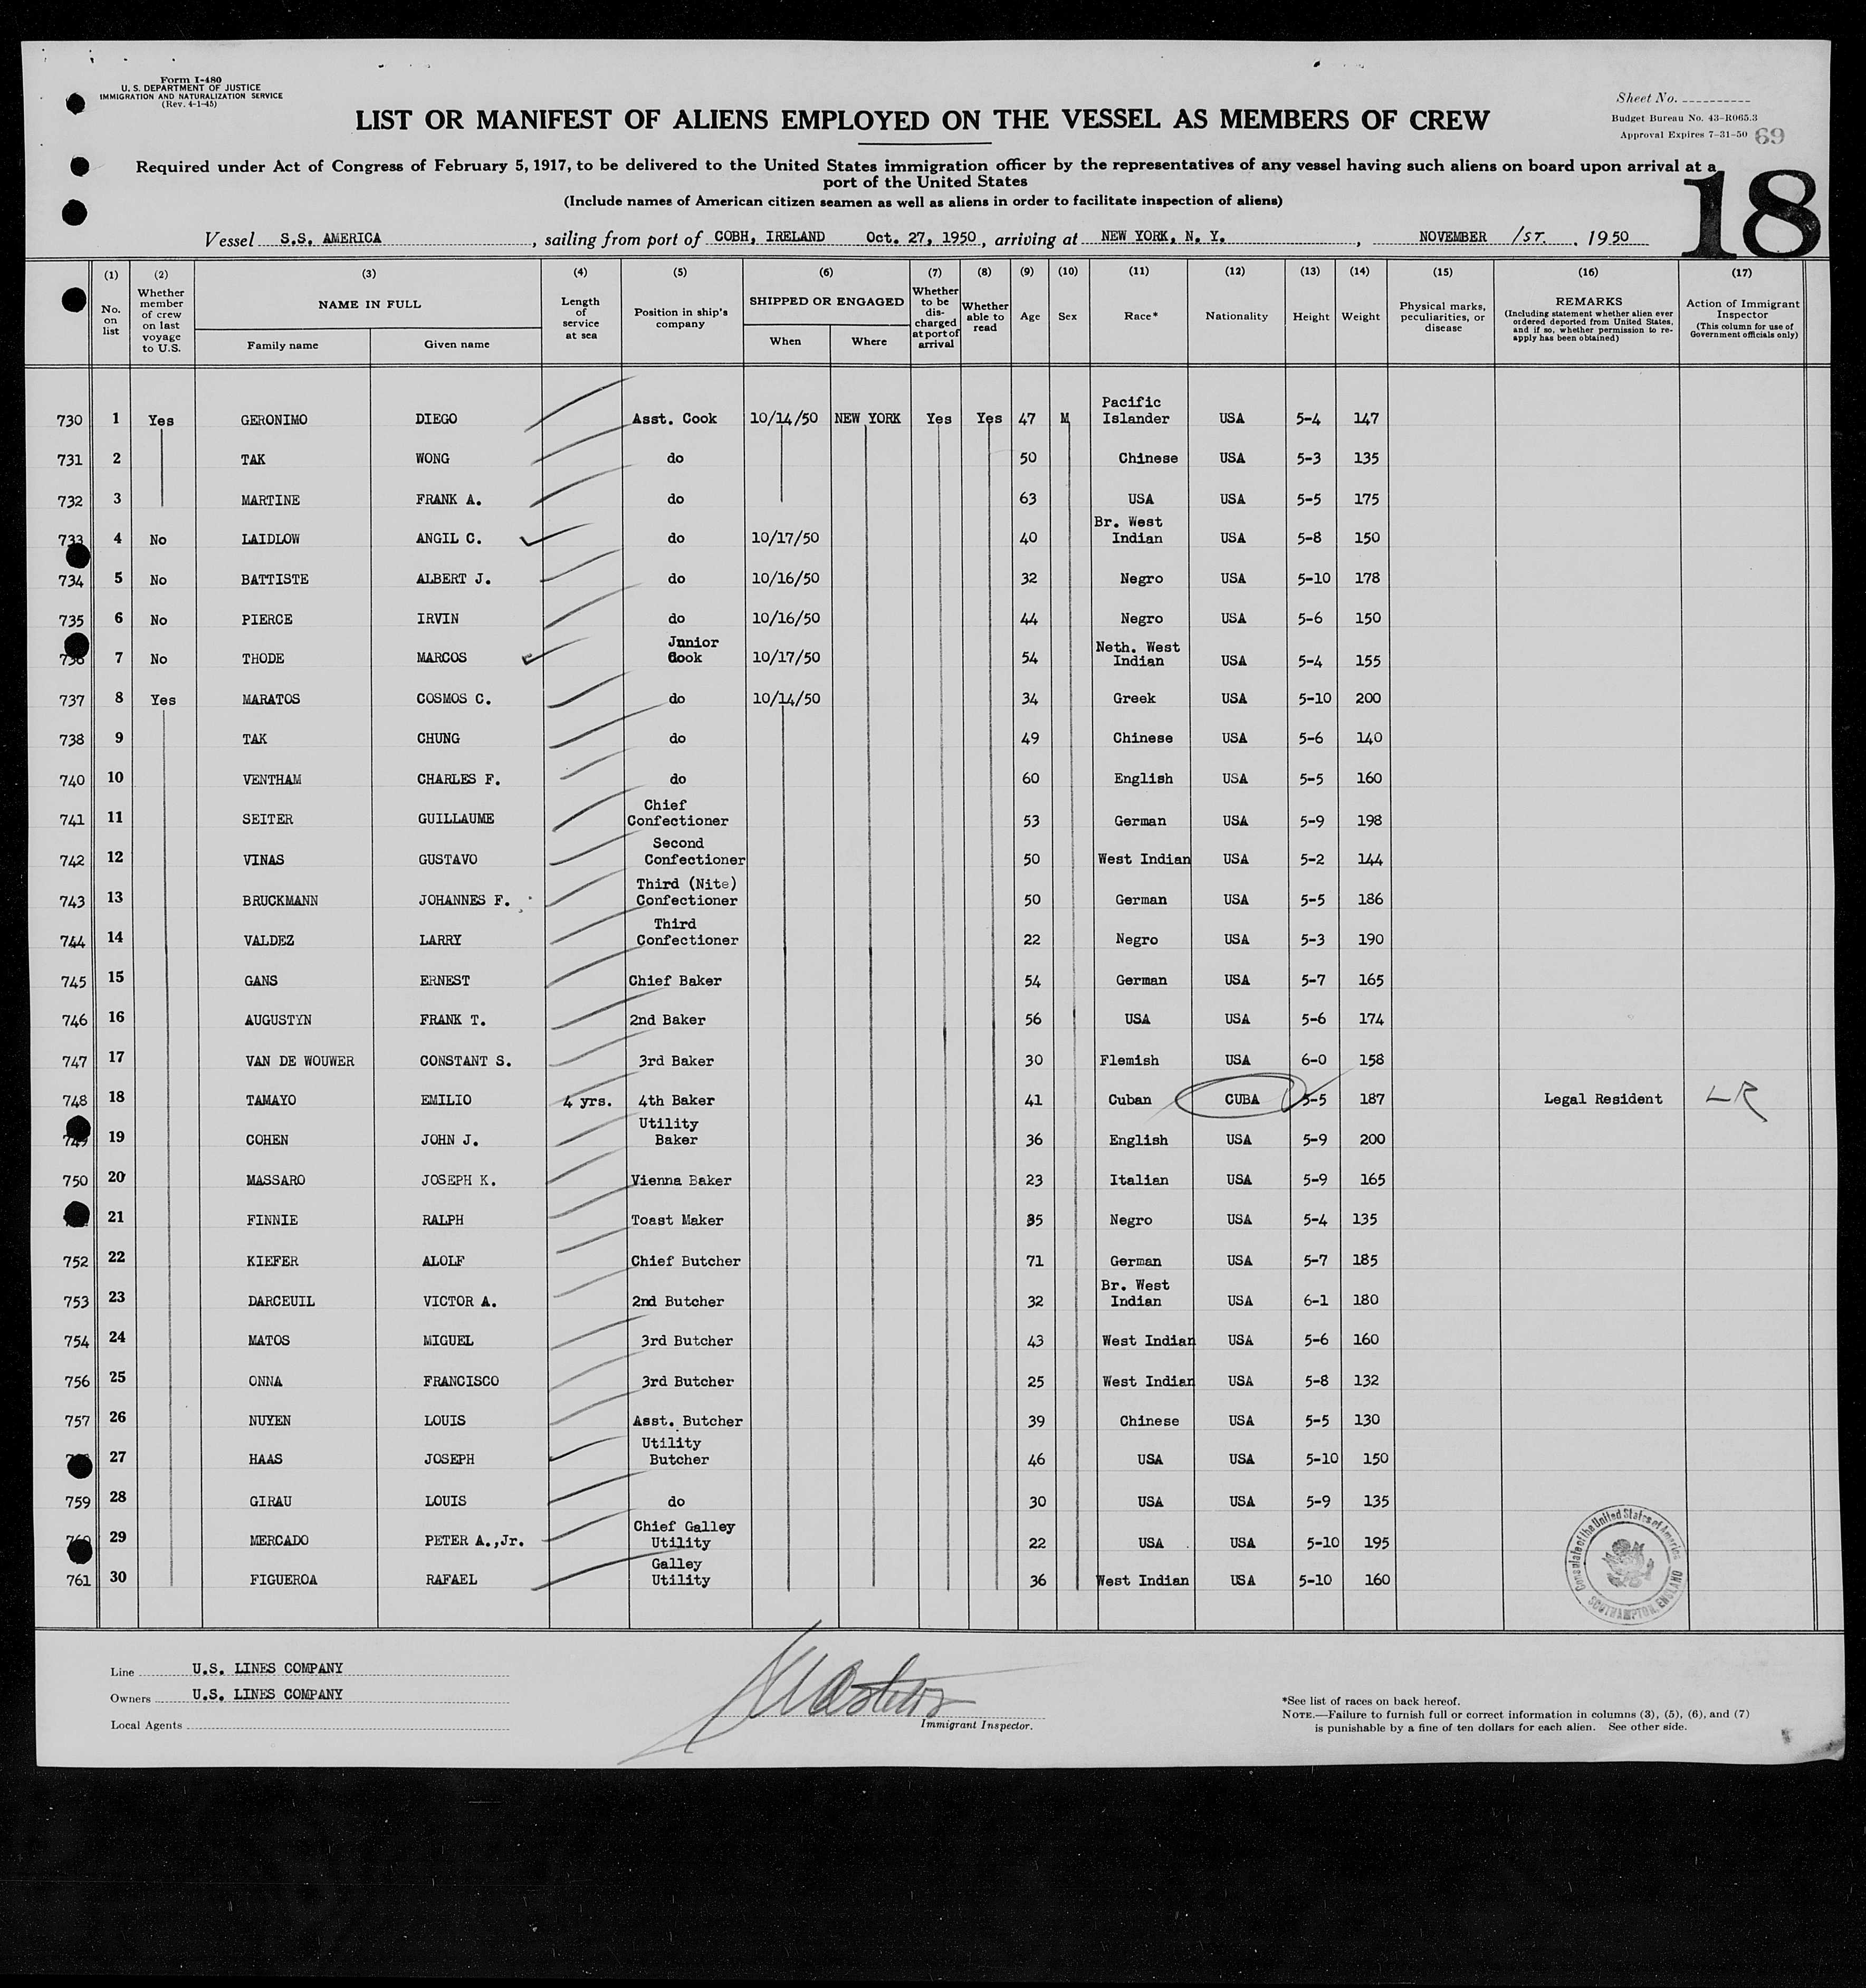 Form I-480
U. S. DEPARTMENT OF JUSTICE
IMMIGRATION AND NATURALIZATION SERVICE
(Rev. 4-1-45)
Sheet No.
Budget Bureau No. 43-R065.3
Approval Expires 7-31-50 69
LIST OR MANIFEST OF ALIENS EMPLOYED ON THE VESSEL AS MEMBERS OF CREW
Required under Act of Congress of February 5, 1917, to be delivered to the United States immigration officer by the representatives of any vessel having such aliens on board upon arrival at a
port of the United States
(Include names of American citizen seamen as well as aliens in order to facilitate inspection of aliens)
18
Vessel S.S. AMERICA, sailing from port of COBH, IRELAND Oct. 27, 1950, arriving at NEW YORK, N. Y., NOVEMBER 1ST. 1950
(1) No. on list
(2) Whether member of crew on last voyage to U.S.
(3) NAME IN FULL
Family name Given name
(4) Length of service at sea
(5) Position in ship's company
(6) SHIPPED OR ENGAGED
When Where
(7) Whether to be discharged at port of arrival
(8) Whether able to read
(9) Age
(10) Sex
(11) Race*
(12) Nationality
(13) Height
(14) Weight
(15) Physical marks, peculiarities, or disease
(16) REMARKS (Including statement whether alien ever ordered deported from United States, and if so, whether permission to reapply has been obtained)
(17) Action of Immigrant Inspector (This column for use of Government officials only)
730 1 Yes GERONIMO DIEGO Asst. Cook 10/14/50 NEW YORK Yes Yes 47 M Pacific Islander USA 5-4 147
731 2 TAK WONG do 50 Chinese USA 5-3 135
732 3 MARTINE FRANK A. do 63 USA USA 5-5 175
733 4 No LAIDLOW ANGIL C. do 10/17/50 40 Br. West Indian USA 5-8 150
734 5 No BATTISTE ALBERT J. do 10/16/50 32 Negro USA 5-10 178
735 6 No PIERCE IRVIN do 10/16/50 44 Negro USA 5-6 150
736 7 No THODE MARCOS Junior Cook 10/17/50 54 Neth. West Indian USA 5-4 155
737 8 Yes MARATOS COSMOS C. do 10/14/50 34 Greek USA 5-10 200
738 9 TAK CHUNG do 49 Chinese USA 5-6 140
740 10 VENTHAM CHARLES F. do 60 English USA 5-5 160
741 11 SEITER GUILLAUME Chief Confectioner 53 German USA 5-9 198
742 12 VINAS GUSTAVO Second Confectioner 50 West Indian USA 5-2 144
743 13 BRUCKMANN JOHANNES F. Third (Nite) Confectioner 50 German USA 5-5 186
744 14 VALDEZ LARRY Third Confectioner 22 Negro USA 5-3 190
745 15 GANS ERNEST Chief Baker 54 German USA 5-7 165
746 16 AUGUSTYN FRANK T. 2nd Baker 56 USA USA 5-6 174
747 17 VAN DE WOUWER CONSTANT S. 3rd Baker 30 Flemish USA 6-0 158
748 18 TAMAYO EMILIO 4 yrs. 4th Baker 41 Cuban CUBA 5-5 187 Legal Resident LR
749 19 COHEN JOHN J. Utility Baker 36 English USA 5-9 200
750 20 MASSARO JOSEPH K. Vienna Baker 23 Italian USA 5-9 165
21 FINNIE RALPH Toast Maker 35 Negro USA 5-4 135
752 22 KIEFER ALOLF Chief Butcher 71 German USA 5-7 185
753 23 DARCEUIL VICTOR A. 2nd Butcher 32 Br. West Indian USA 6-1 180
754 24 MATOS MIGUEL 3rd Butcher 43 West Indian USA 5-6 160
756 25 ONNA FRANCISCO 3rd Butcher 25 West Indian USA 5-8 132
757 26 NUYEN LOUIS Asst. Butcher 39 Chinese USA 5-5 130
27 HAAS JOSEPH Utility Butcher 46 USA USA 5-10 150
759 28 GIRAU LOUIS do 30 USA USA 5-9 135
760 29 MERCADO PETER A.,Jr. Chief Galley Utility 22 USA USA 5-10 195
761 30 FIGUEROA RAFAEL Galley Utility 36 West Indian USA 5-10 160
Consulate of the United States of America
SOUTHAMPTON, ENGLAND
Line U.S. LINES COMPANY
Owners U.S. LINES COMPANY
Local Agents
Immigrant Inspector.
*See list of races on back hereof.
NOTE.—Failure to furnish full or correct information in columns (3), (5), (6), and (7)
is punishable by a fine of ten dollars for each alien. See other side.